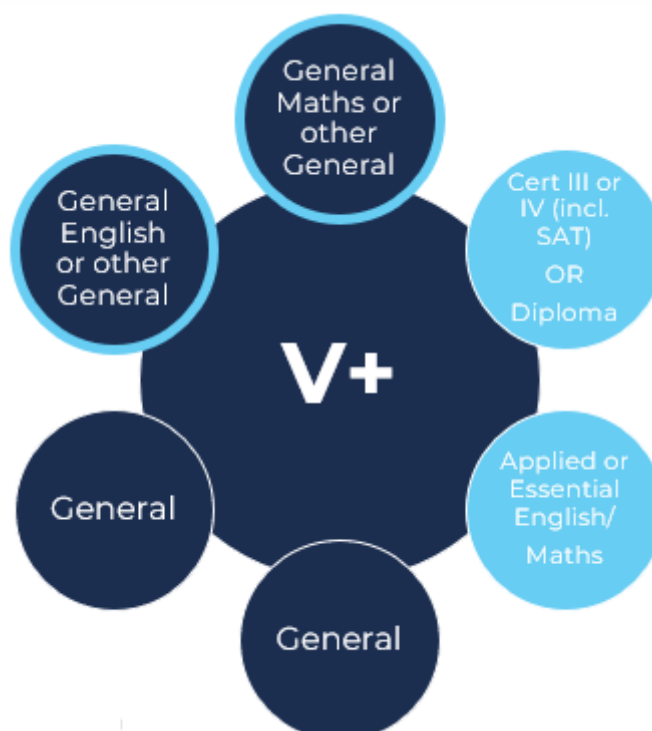 General
Maths or
other
General
Cert III or
IV (incl.
SAT)
OR
Diploma
General
English
or other
General
V+
Applied or
Essential
English/
Maths
General
General